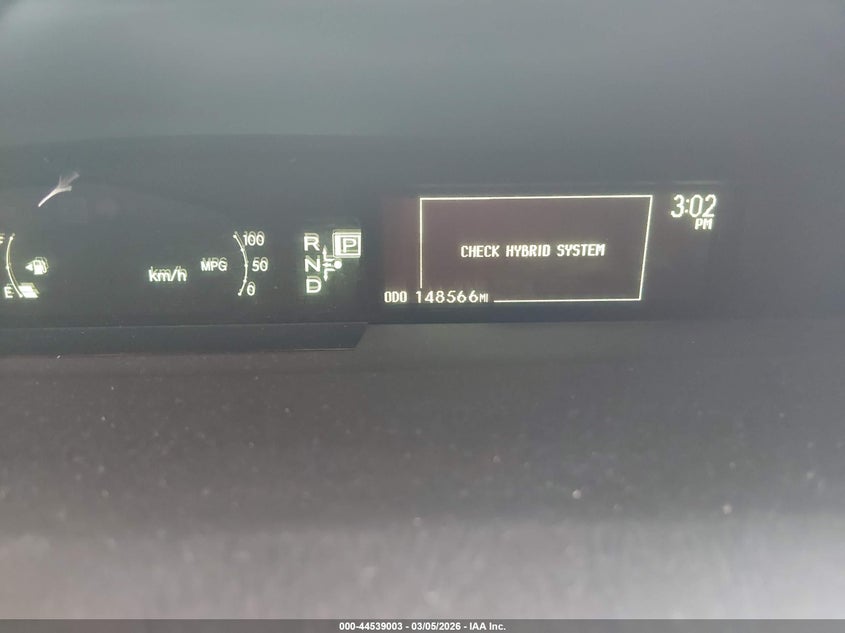 3:02
PM
F
100
R P
CHECK HYBRID SYSTEM
km/h
MPG
50
N
E
0
D
ODO 148566MI
000-44539003 - 03/05/2026 - IAA Inc.